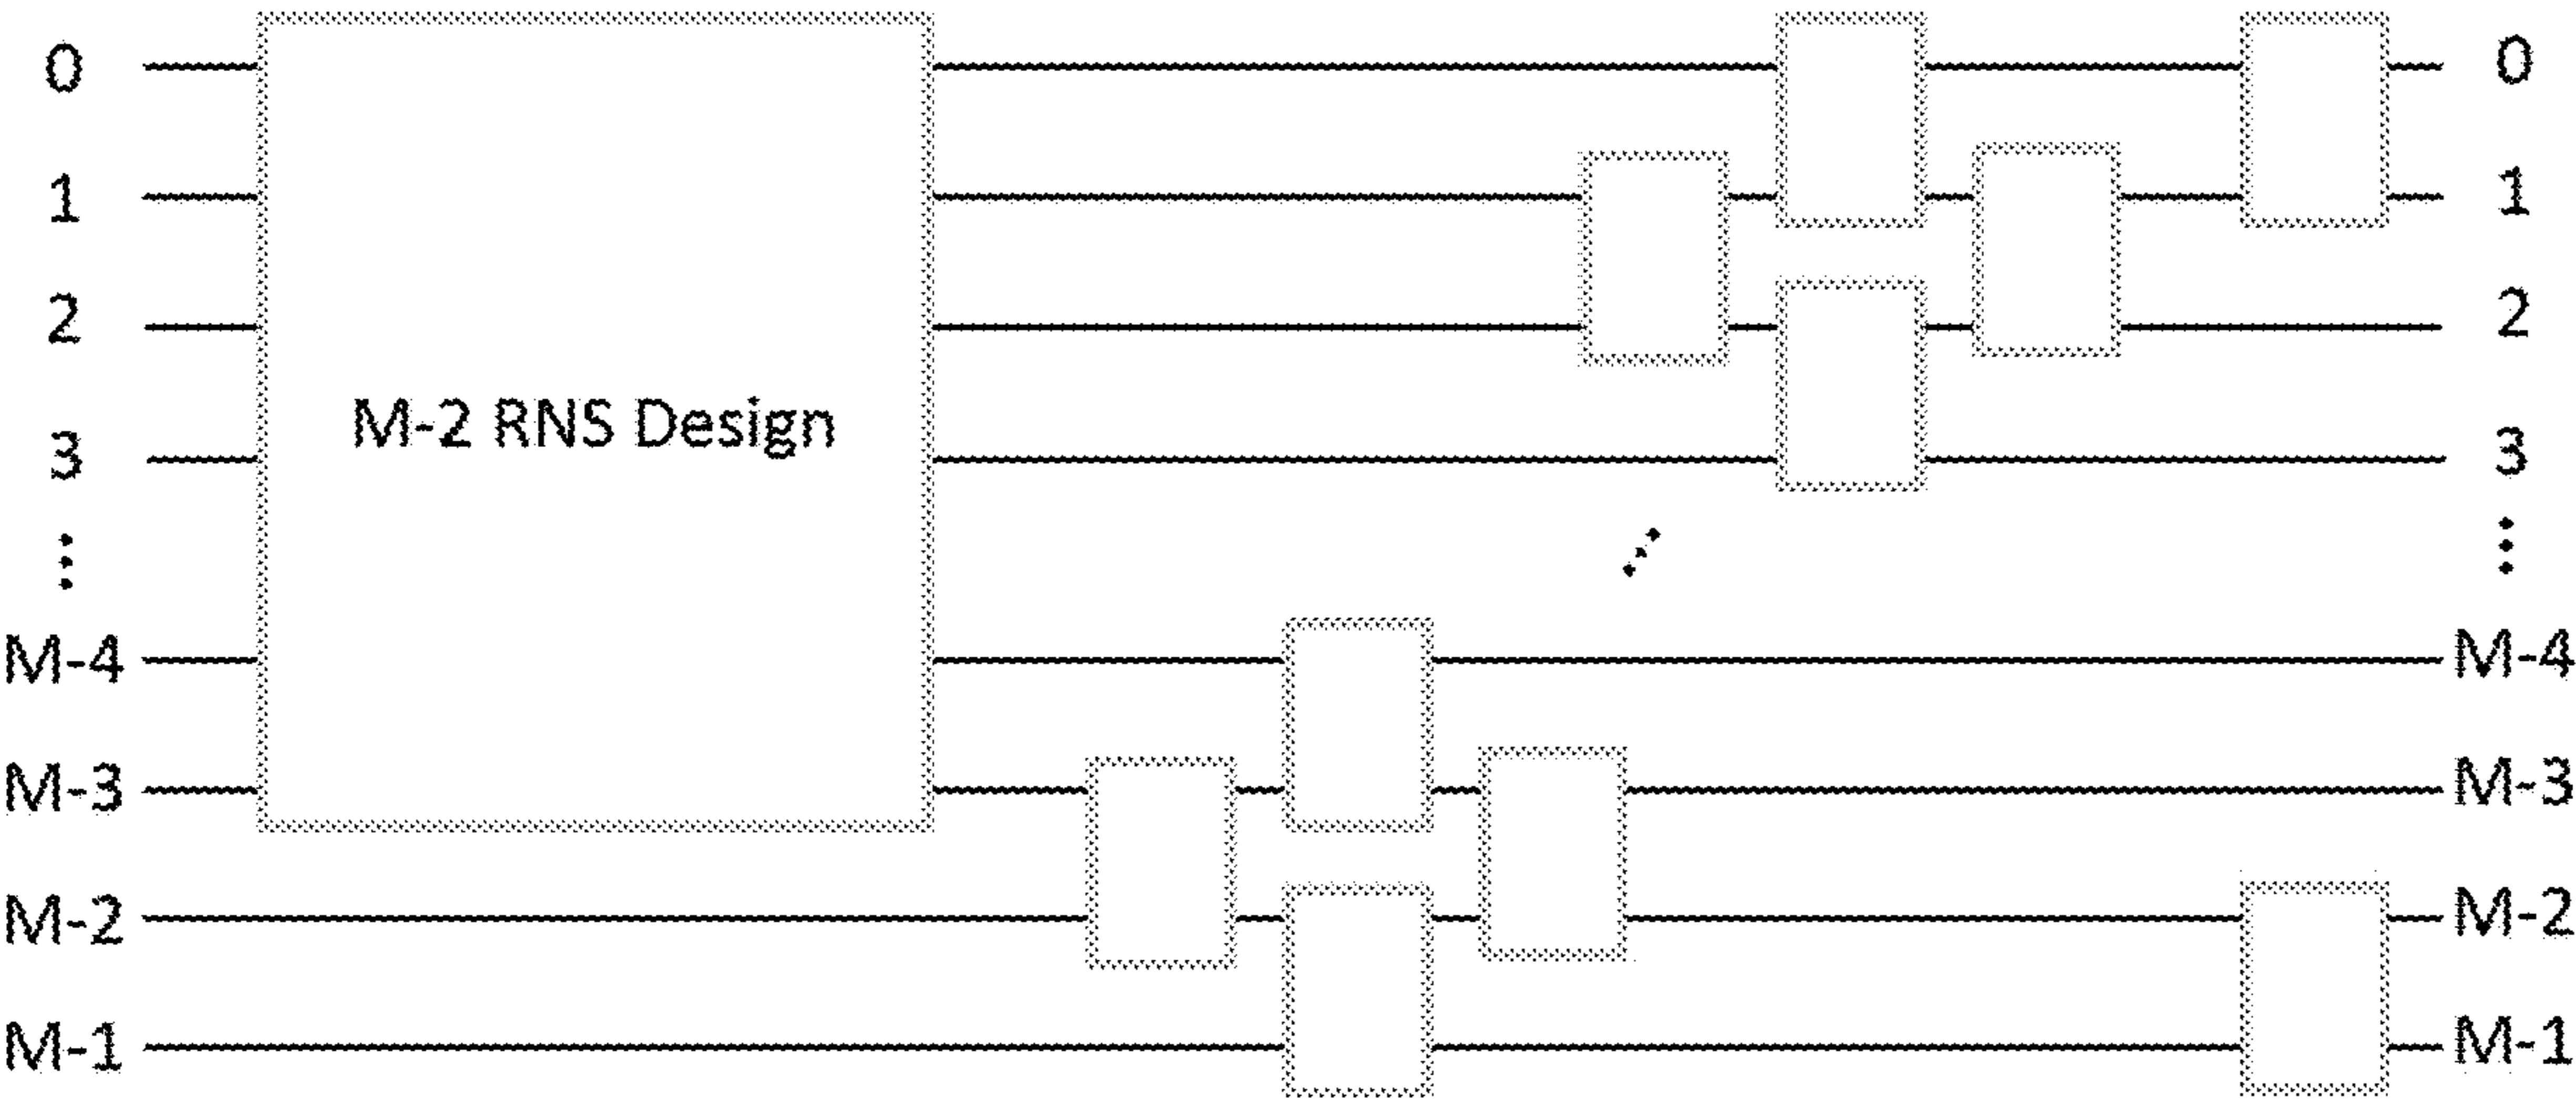 0 0
1 1
2 2
M-2 RNS Design
3 3
⋮ ⋰ ⋮
M-4 M-4
M-3 M-3
M-2 M-2
M-1 M-1